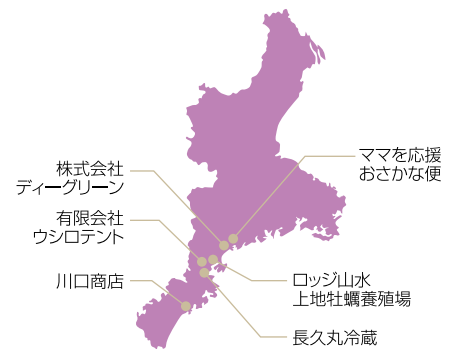 株式会社
ディーグリーン
有限会社
ウシロテント
川口商店
ママを応援
おさかな便
ロッジ山水
上地牡蠣養殖場
長久丸冷蔵